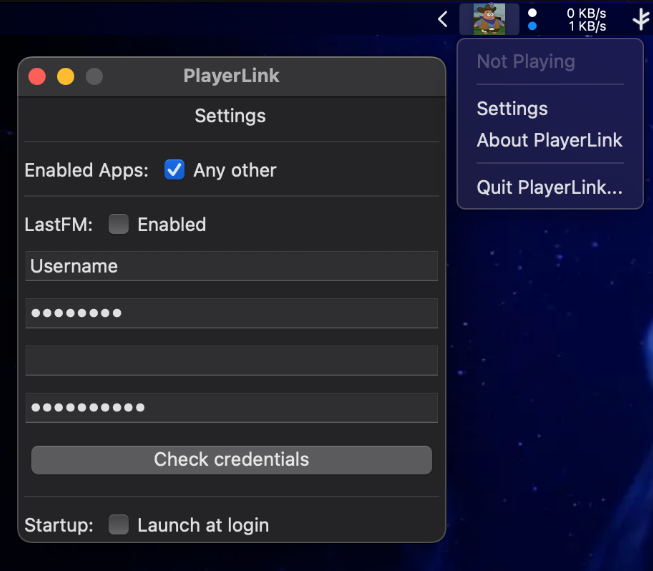 0 KB/s
1 KB/s
Not Playing
Settings
About PlayerLink
Quit PlayerLink...
PlayerLink
Settings
Enabled Apps: Any other
LastFM: Enabled
Username
••••••••
••••••••••
Check credentials
Startup: Launch at login